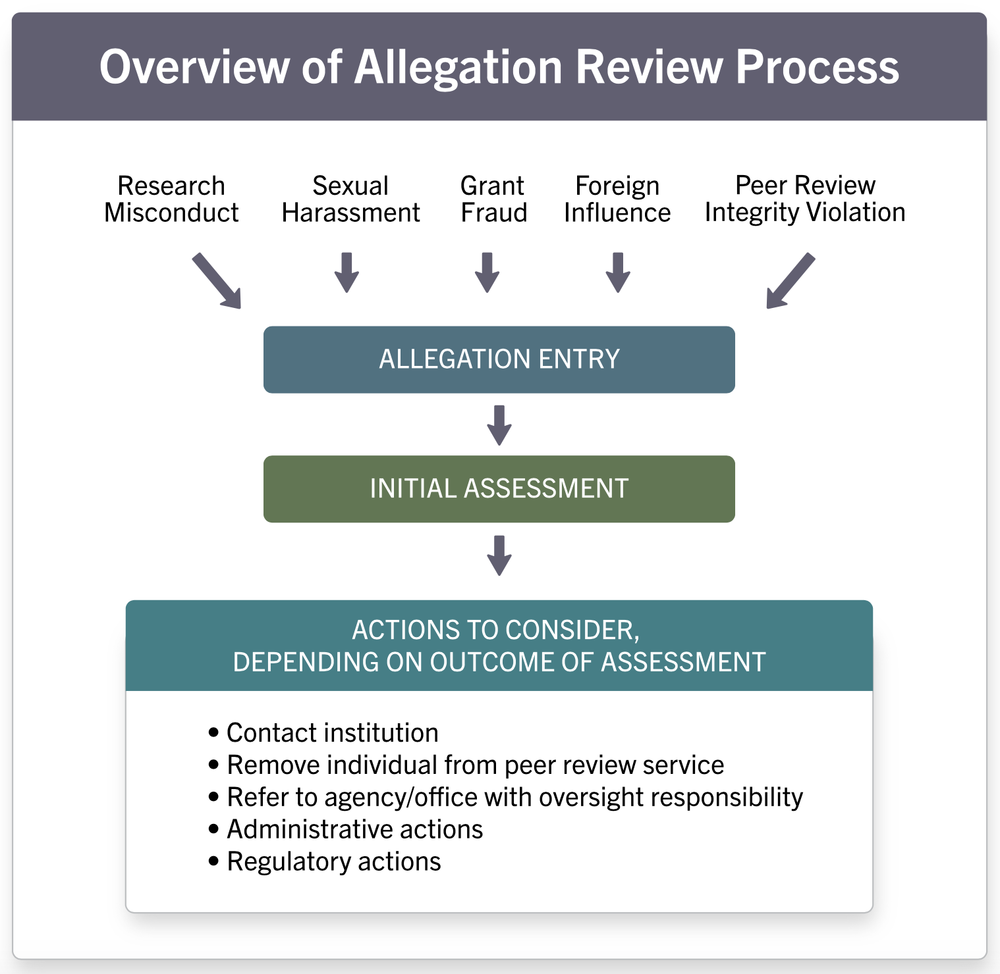 Overview of Allegation Review Process
Research
Misconduct
Sexual
Harassment
Grant
Fraud
Foreign
Influence
Peer Review
Integrity Violation
ALLEGATION ENTRY
INITIAL ASSESSMENT
ACTIONS TO CONSIDER,
DEPENDING ON OUTCOME OF ASSESSMENT
• Contact institution
• Remove individual from peer review service
• Refer to agency/office with oversight responsibility
• Administrative actions
• Regulatory actions